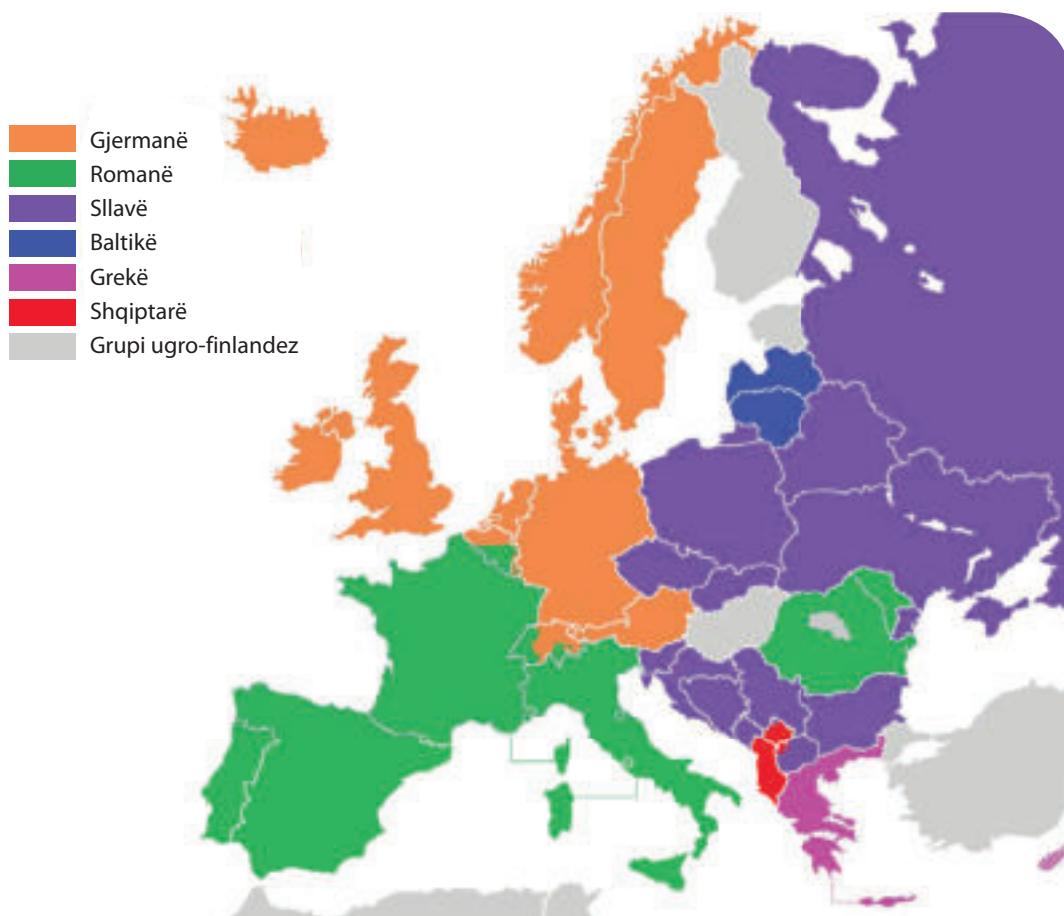 Gjermanë
Romanë
Sllavë
Baltikë
Grekë
Shqiptarë
Grupi ugro-finlandez